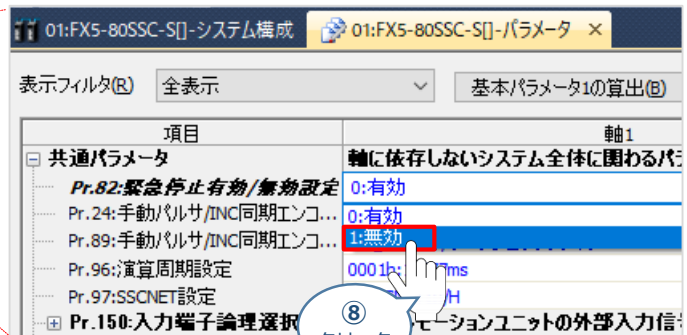 01:FX5-80SSC-S[]-システム構成 01:FX5-80SSC-S[]-パラメータ ×
表示フィルタ(R) 全表示 基本パラメータ1の算出(B)
項目 軸1
共通パラメータ 軸に依存しないシステム全体に関わるパラ
Pr.82:緊急停止有効/無効設定 0:有効
Pr.24:手動パルサ/INC同期エンコ... 0:有効
Pr.89:手動パルサ/INC同期エンコ... 1:無効
Pr.96:演算周期設定 0001h: ms
Pr.97:SSCNET設定 /H
Pr.150:入力端子論理選択 モーションユニットの外部入力信
⑧